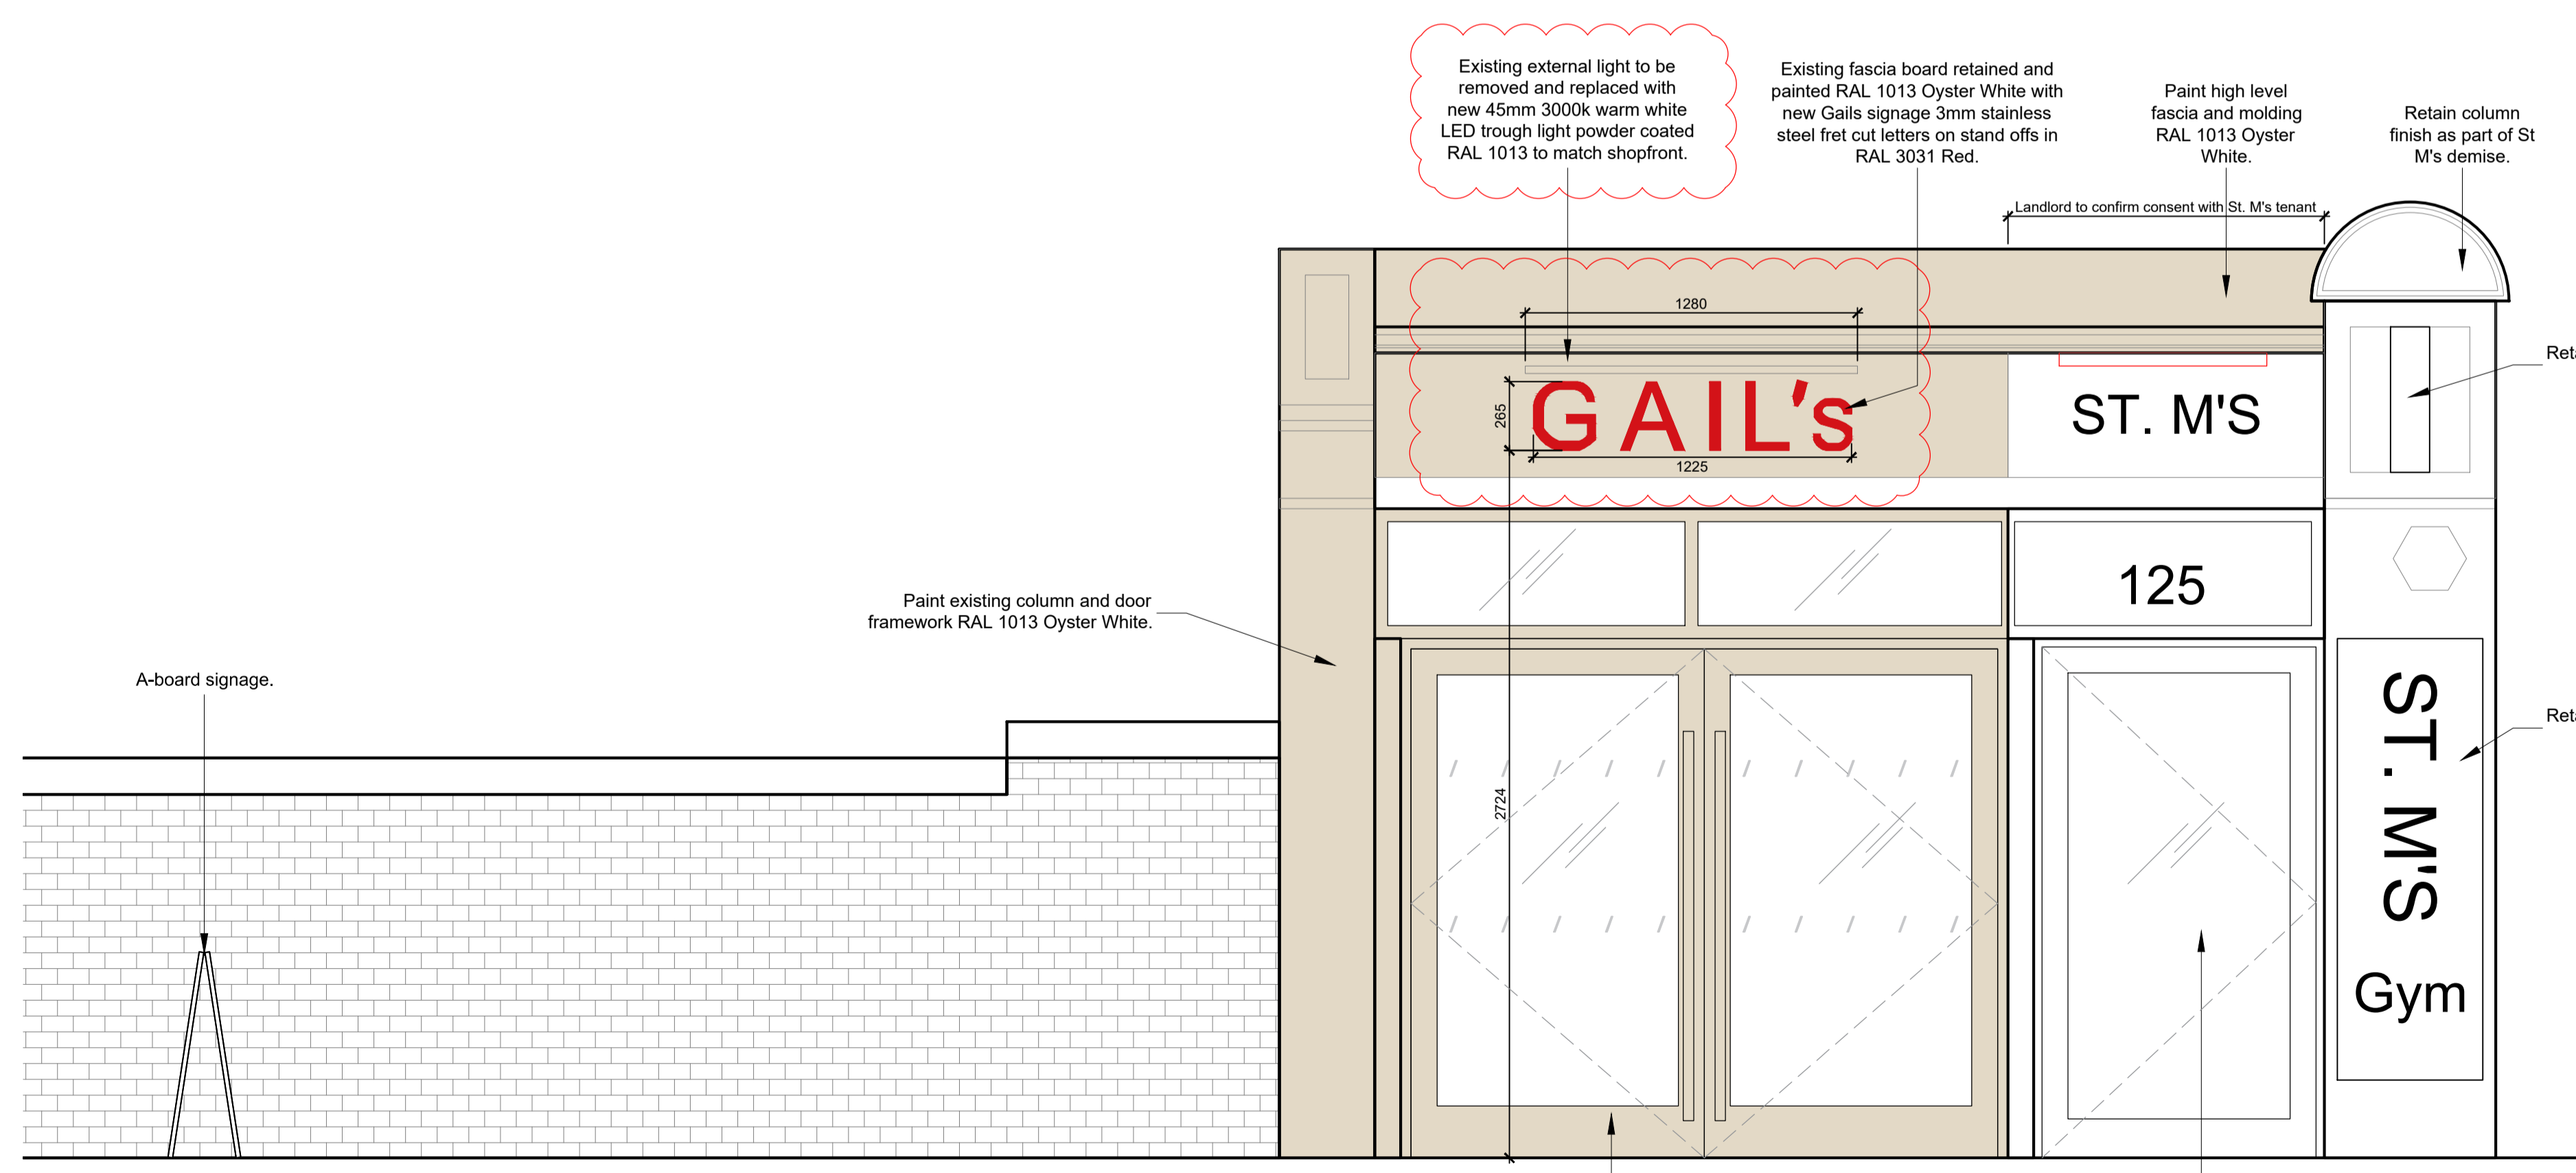 Existing external light to be
removed and replaced with
new 45mm 3000k warm white
LED trough light powder coated
RAL 1013 to match shopfront.
Existing fascia board retained and
painted RAL 1013 Oyster White with
new Gails signage 3mm stainless
steel fret cut letters on stand offs in
RAL 3031 Red.
Paint high level
fascia and molding
RAL 1013 Oyster
White.
Retain column
finish as part of St
M's demise.
Landlord to confirm consent with St. M's tenant
1280
265
GAIL's
1225
ST. M'S
125
Paint existing column and door
framework RAL 1013 Oyster White.
A-board signage.
2724
ST. M'S
Gym